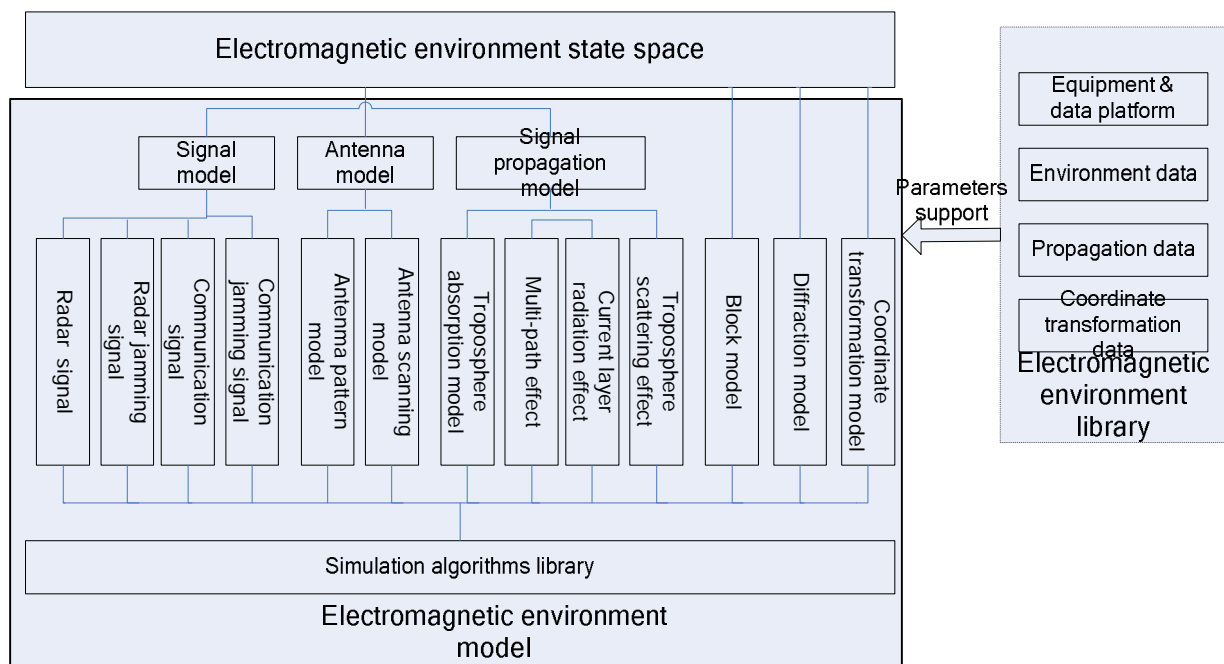 Electromagnetic environment state space
Signal
model
Antenna
model
Signal
propagation
model
Radar signal
Radar jamming
signal
Communication
signal
Communication
jamming signal
Antenna pattern
model
Antenna scanning
model
Troposphere
absorption model
Multi-path effect
Current layer
radiation effect
Troposphere
scattering effect
Block model
Diffraction model
Coordinate
transformation model
Simulation algorithms library
Electromagnetic environment
model
Parameters
support
Equipment &
data platform
Environment data
Propagation data
Coordinate
transformation
data
Electromagnetic
environment
library